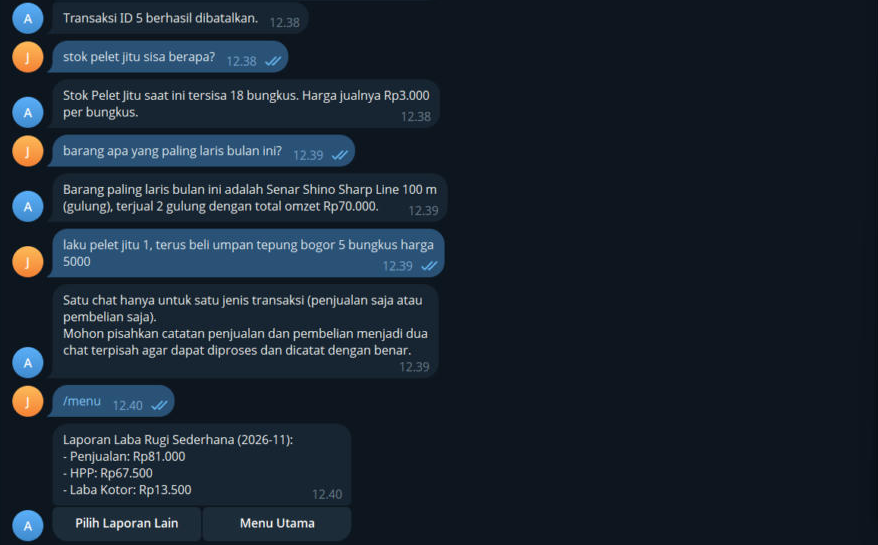 A
Transaksi ID 5 berhasil dibatalkan. 12.38
J
stok pelet jitu sisa berapa? 12.38
Stok Pelet Jitu saat ini tersisa 18 bungkus. Harga jualnya Rp3.000
per bungkus.
A
12.38
J
barang apa yang paling laris bulan ini? 12.39
Barang paling laris bulan ini adalah Senar Shino Sharp Line 100 m
(gulung), terjual 2 gulung dengan total omzet Rp70.000. 12.39
A
laku pelet jitu 1, terus beli umpan tepung bogor 5 bungkus harga
5000 12.39
J
Satu chat hanya untuk satu jenis transaksi (penjualan saja atau
pembelian saja).
Mohon pisahkan catatan penjualan dan pembelian menjadi dua
chat terpisah agar dapat diproses dan dicatat dengan benar.
A
12.39
J
/menu 12.40
Laporan Laba Rugi Sederhana (2026-11):
- Penjualan: Rp81.000
- HPP: Rp67.500
- Laba Kotor: Rp13.500 12.40
A
Pilih Laporan Lain
Menu Utama